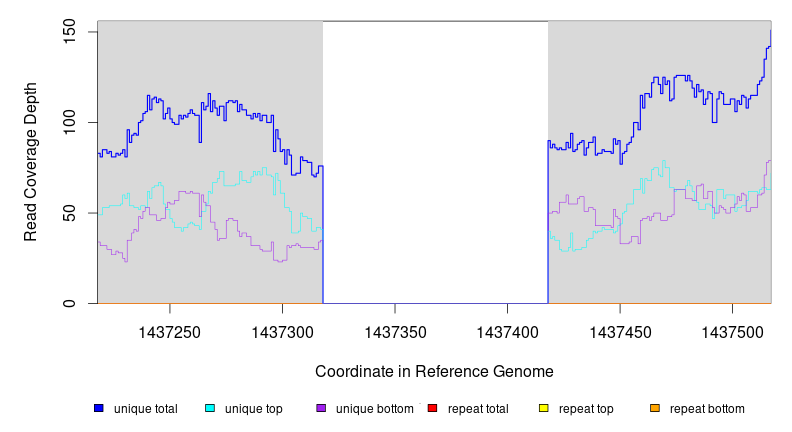 150
100
50
0
Read Coverage Depth
1437250 1437300 1437350 1437400 1437450 1437500
Coordinate in Reference Genome
unique total unique top unique bottom repeat total repeat top repeat bottom